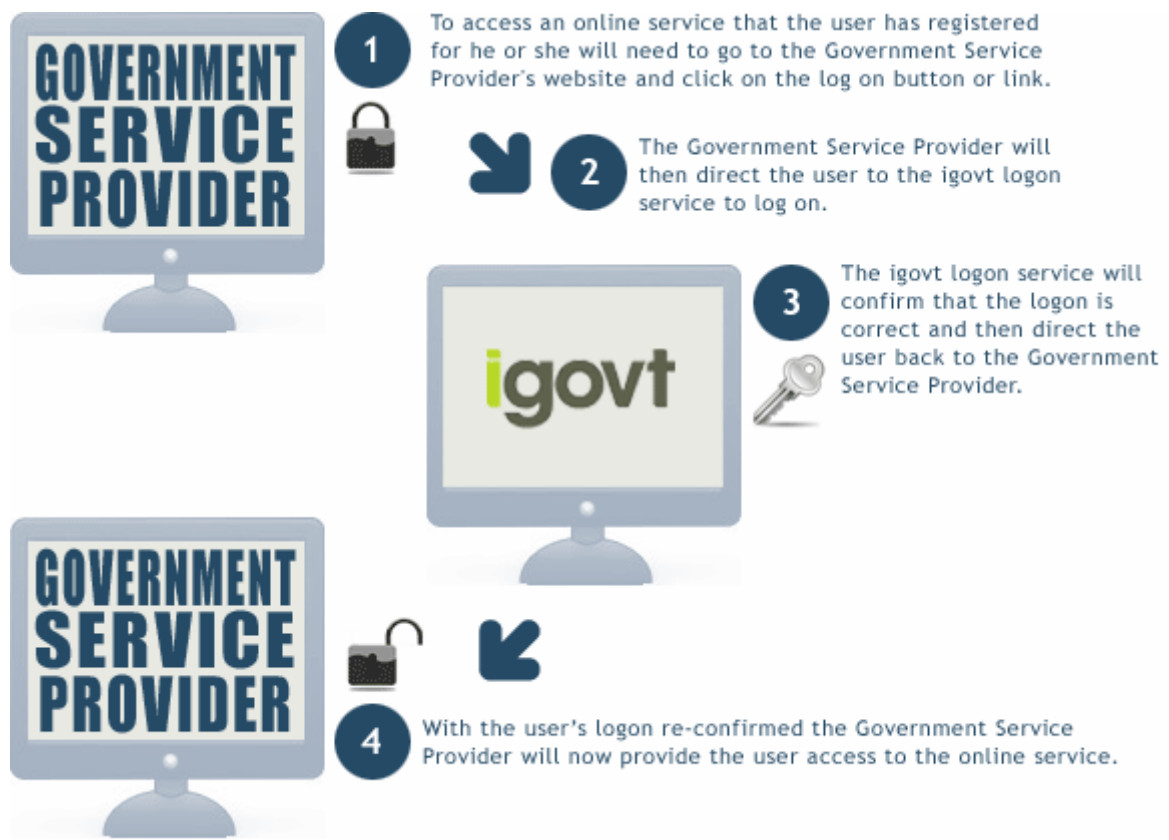 GOVERNMENT
SERVICE
PROVIDER
1
To access an online service that the user has registered
for he or she will need to go to the Government Service
Provider's website and click on the log on button or link.
2
The Government Service Provider will
then direct the user to the igovt logon
service to log on.
igovt
3
The igovt logon service will
confirm that the logon is
correct and then direct the
user back to the Government
Service Provider.
GOVERNMENT
SERVICE
PROVIDER
4
With the user’s logon re-confirmed the Government Service
Provider will now provide the user access to the online service.